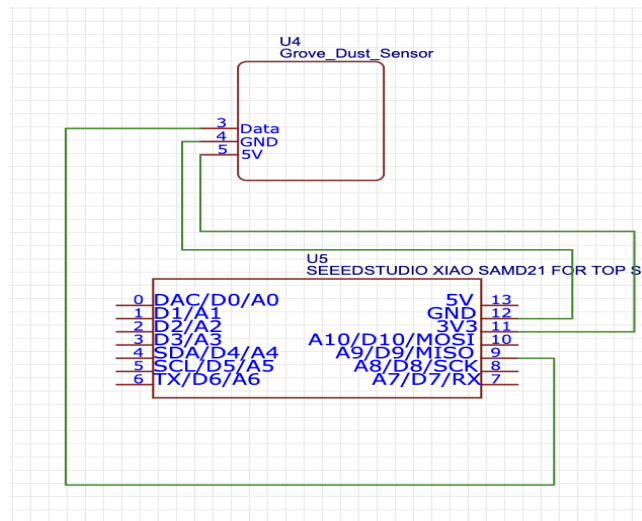 U4
Grove_Dust_Sensor
3 Data
4 GND
5 5V
U5
SEEEDSTUDIO XIAO SAMD21 FOR TOP S
0 DAC/D0/A0 5V 13
1 D1/A1 GND 12
2 D2/A2 3V3 11
3 D3/A3 A10/D10/MOSI 10
4 SDA/D4/A4 A9/D9/MISO 9
5 SCL/D5/A5 A8/D8/SCK 8
6 TX/D6/A6 A7/D7/RX 7